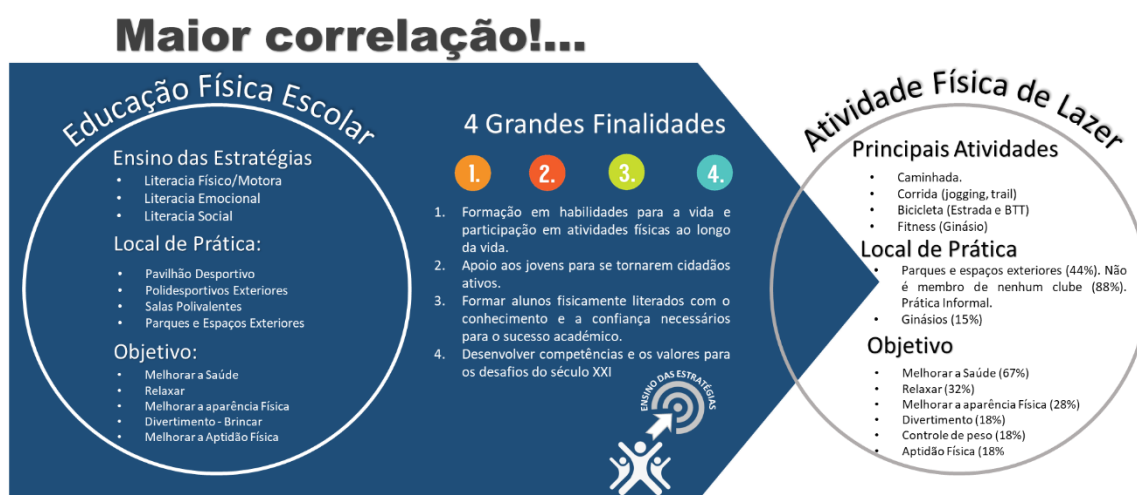 Maior correlação!...
Educação Física Escolar
Ensino das Estratégias
• Literacia Físico/Motora
• Literacia Emocional
• Literacia Social
Local de Prática:
• Pavilhão Desportivo
• Polidesportivos Exteriores
• Salas Polivalentes
• Parques e Espaços Exteriores
Objetivo:
• Melhorar a Saúde
• Relaxar
• Melhorar a aparência Física
• Divertimento - Brincar
• Melhorar a Aptidão Física
4 Grandes Finalidades
1.
2.
3.
4.
1. Formação em habilidades para a vida e
participação em atividades físicas ao longo
da vida.
2. Apoio aos jovens para se tornarem cidadãos
ativos.
3. Formar alunos fisicamente literados com o
conhecimento e a confiança necessários
para o sucesso académico.
4. Desenvolver competências e os valores para
os desafios do século XXI
ENSINO DAS ESTRATÉGIAS
Atividade Física de Lazer
Principais Atividades
• Caminhada.
• Corrida (jogging, trail)
• Bicicleta (Estrada e BTT)
• Fitness (Ginásio)
Local de Prática
• Parques e espaços exteriores (44%). Não
é membro de nenhum clube (88%).
Prática Informal.
• Ginásios (15%)
Objetivo
• Melhorar a Saúde (67%)
• Relaxar (32%)
• Melhorar a aparência Física (28%)
• Divertimento (18%)
• Controle de peso (18%)
• Aptidão Física (18%